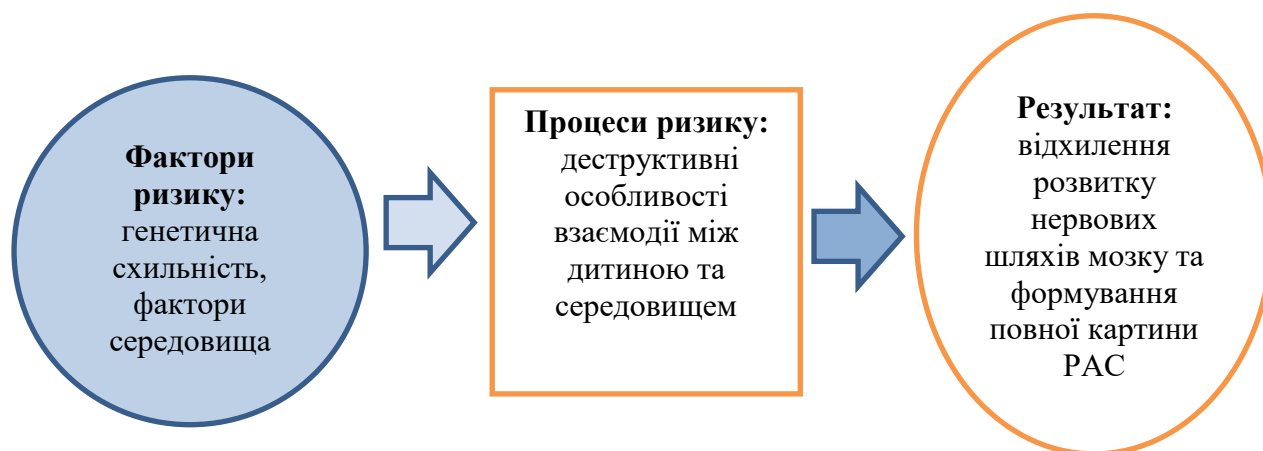 Фактори
ризику:
генетична
схильність,
фактори
середовища
Процеси ризику:
деструктивні
особливості
взаємодії між
дитиною та
середовищем
Результат:
відхилення
розвитку
нервових
шляхів мозку та
формування
повної картини
РАС